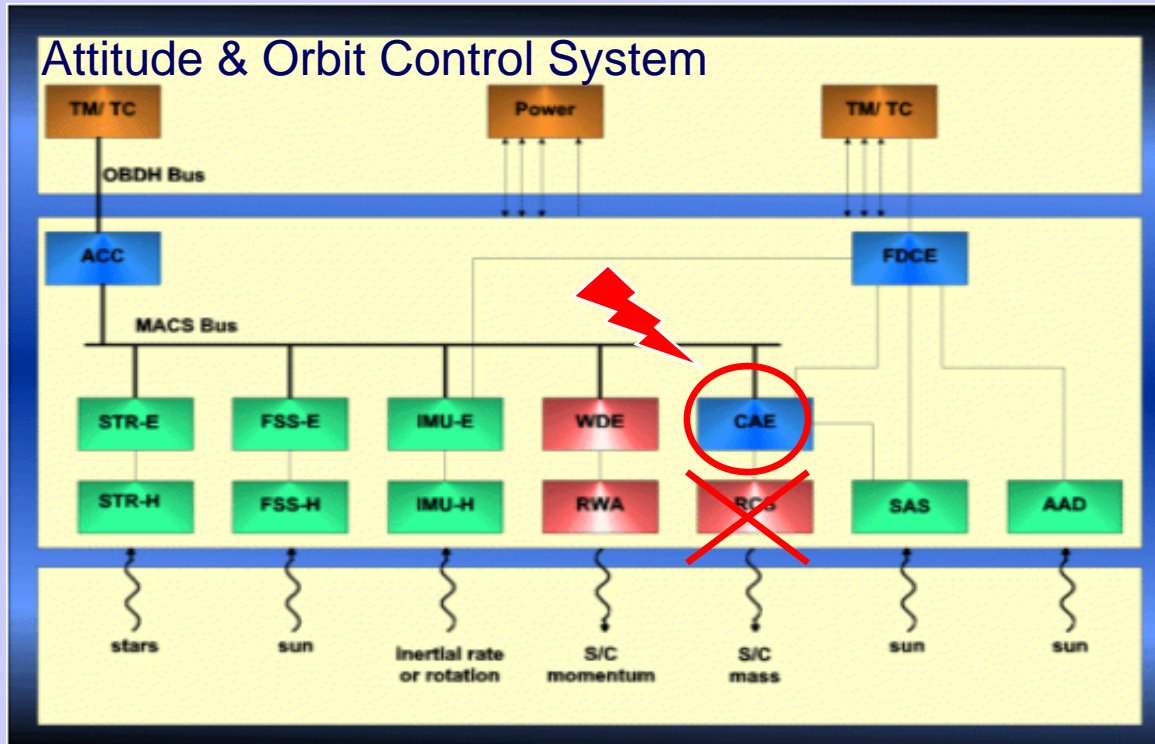 Attitude & Orbit Control System
TM/ TC
Power
TM/ TC
OBDH Bus
ACC
FDCE
MACS Bus
STR-E
FSS-E
IMU-E
WDE
CAE
STR-H
FSS-H
IMU-H
RWA
RCS
SAS
AAD
stars
sun
Inertial rate
or rotation
S/C
momentum
S/C
mass
sun
sun